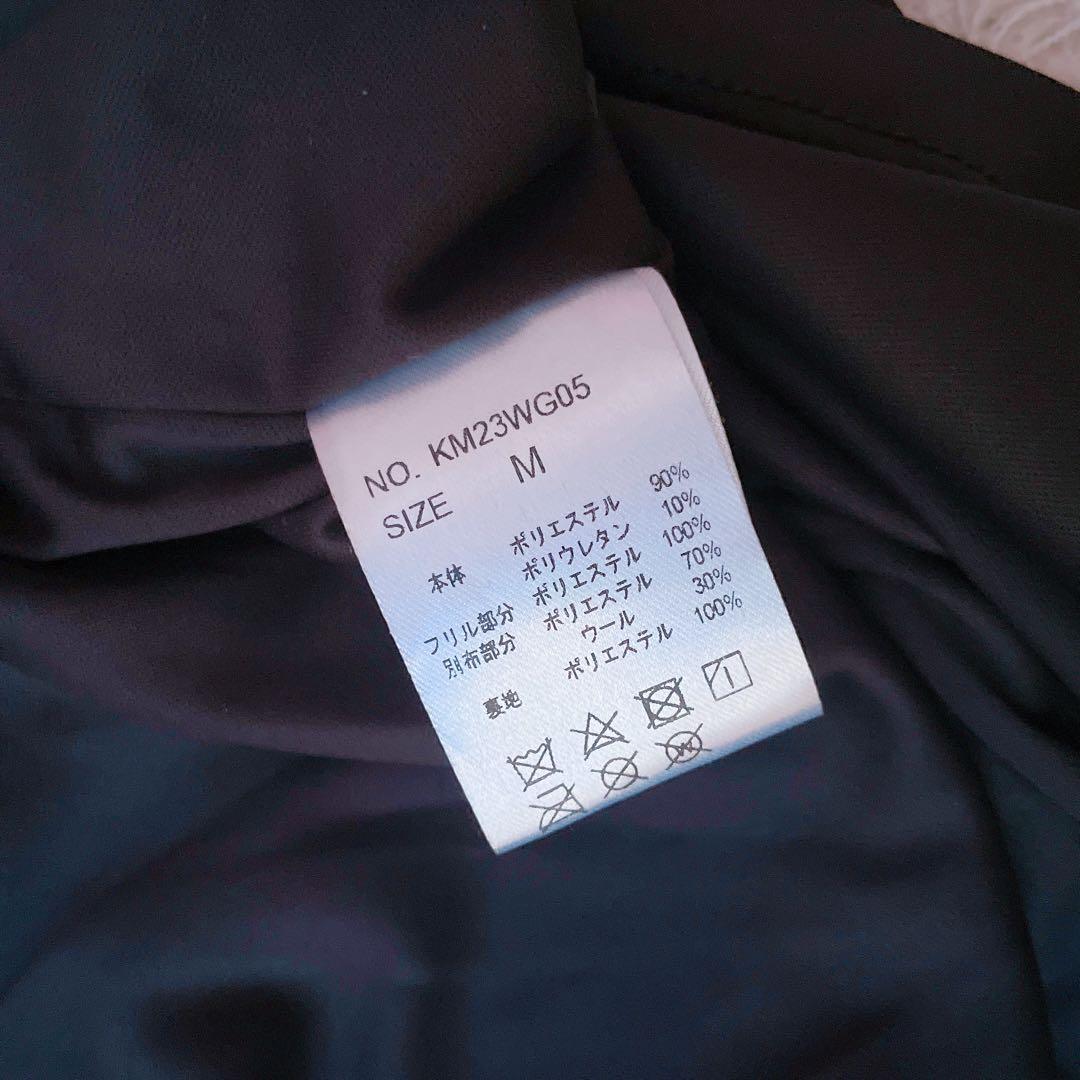 NO. KM23WG05
SIZE M
本体 ポリエステル 90%
ポリウレタン 10%
フリル部分 ポリエステル 100%
別布部分 ポリエステル 70%
ウール 30%
裏地 ポリエステル 100%
W